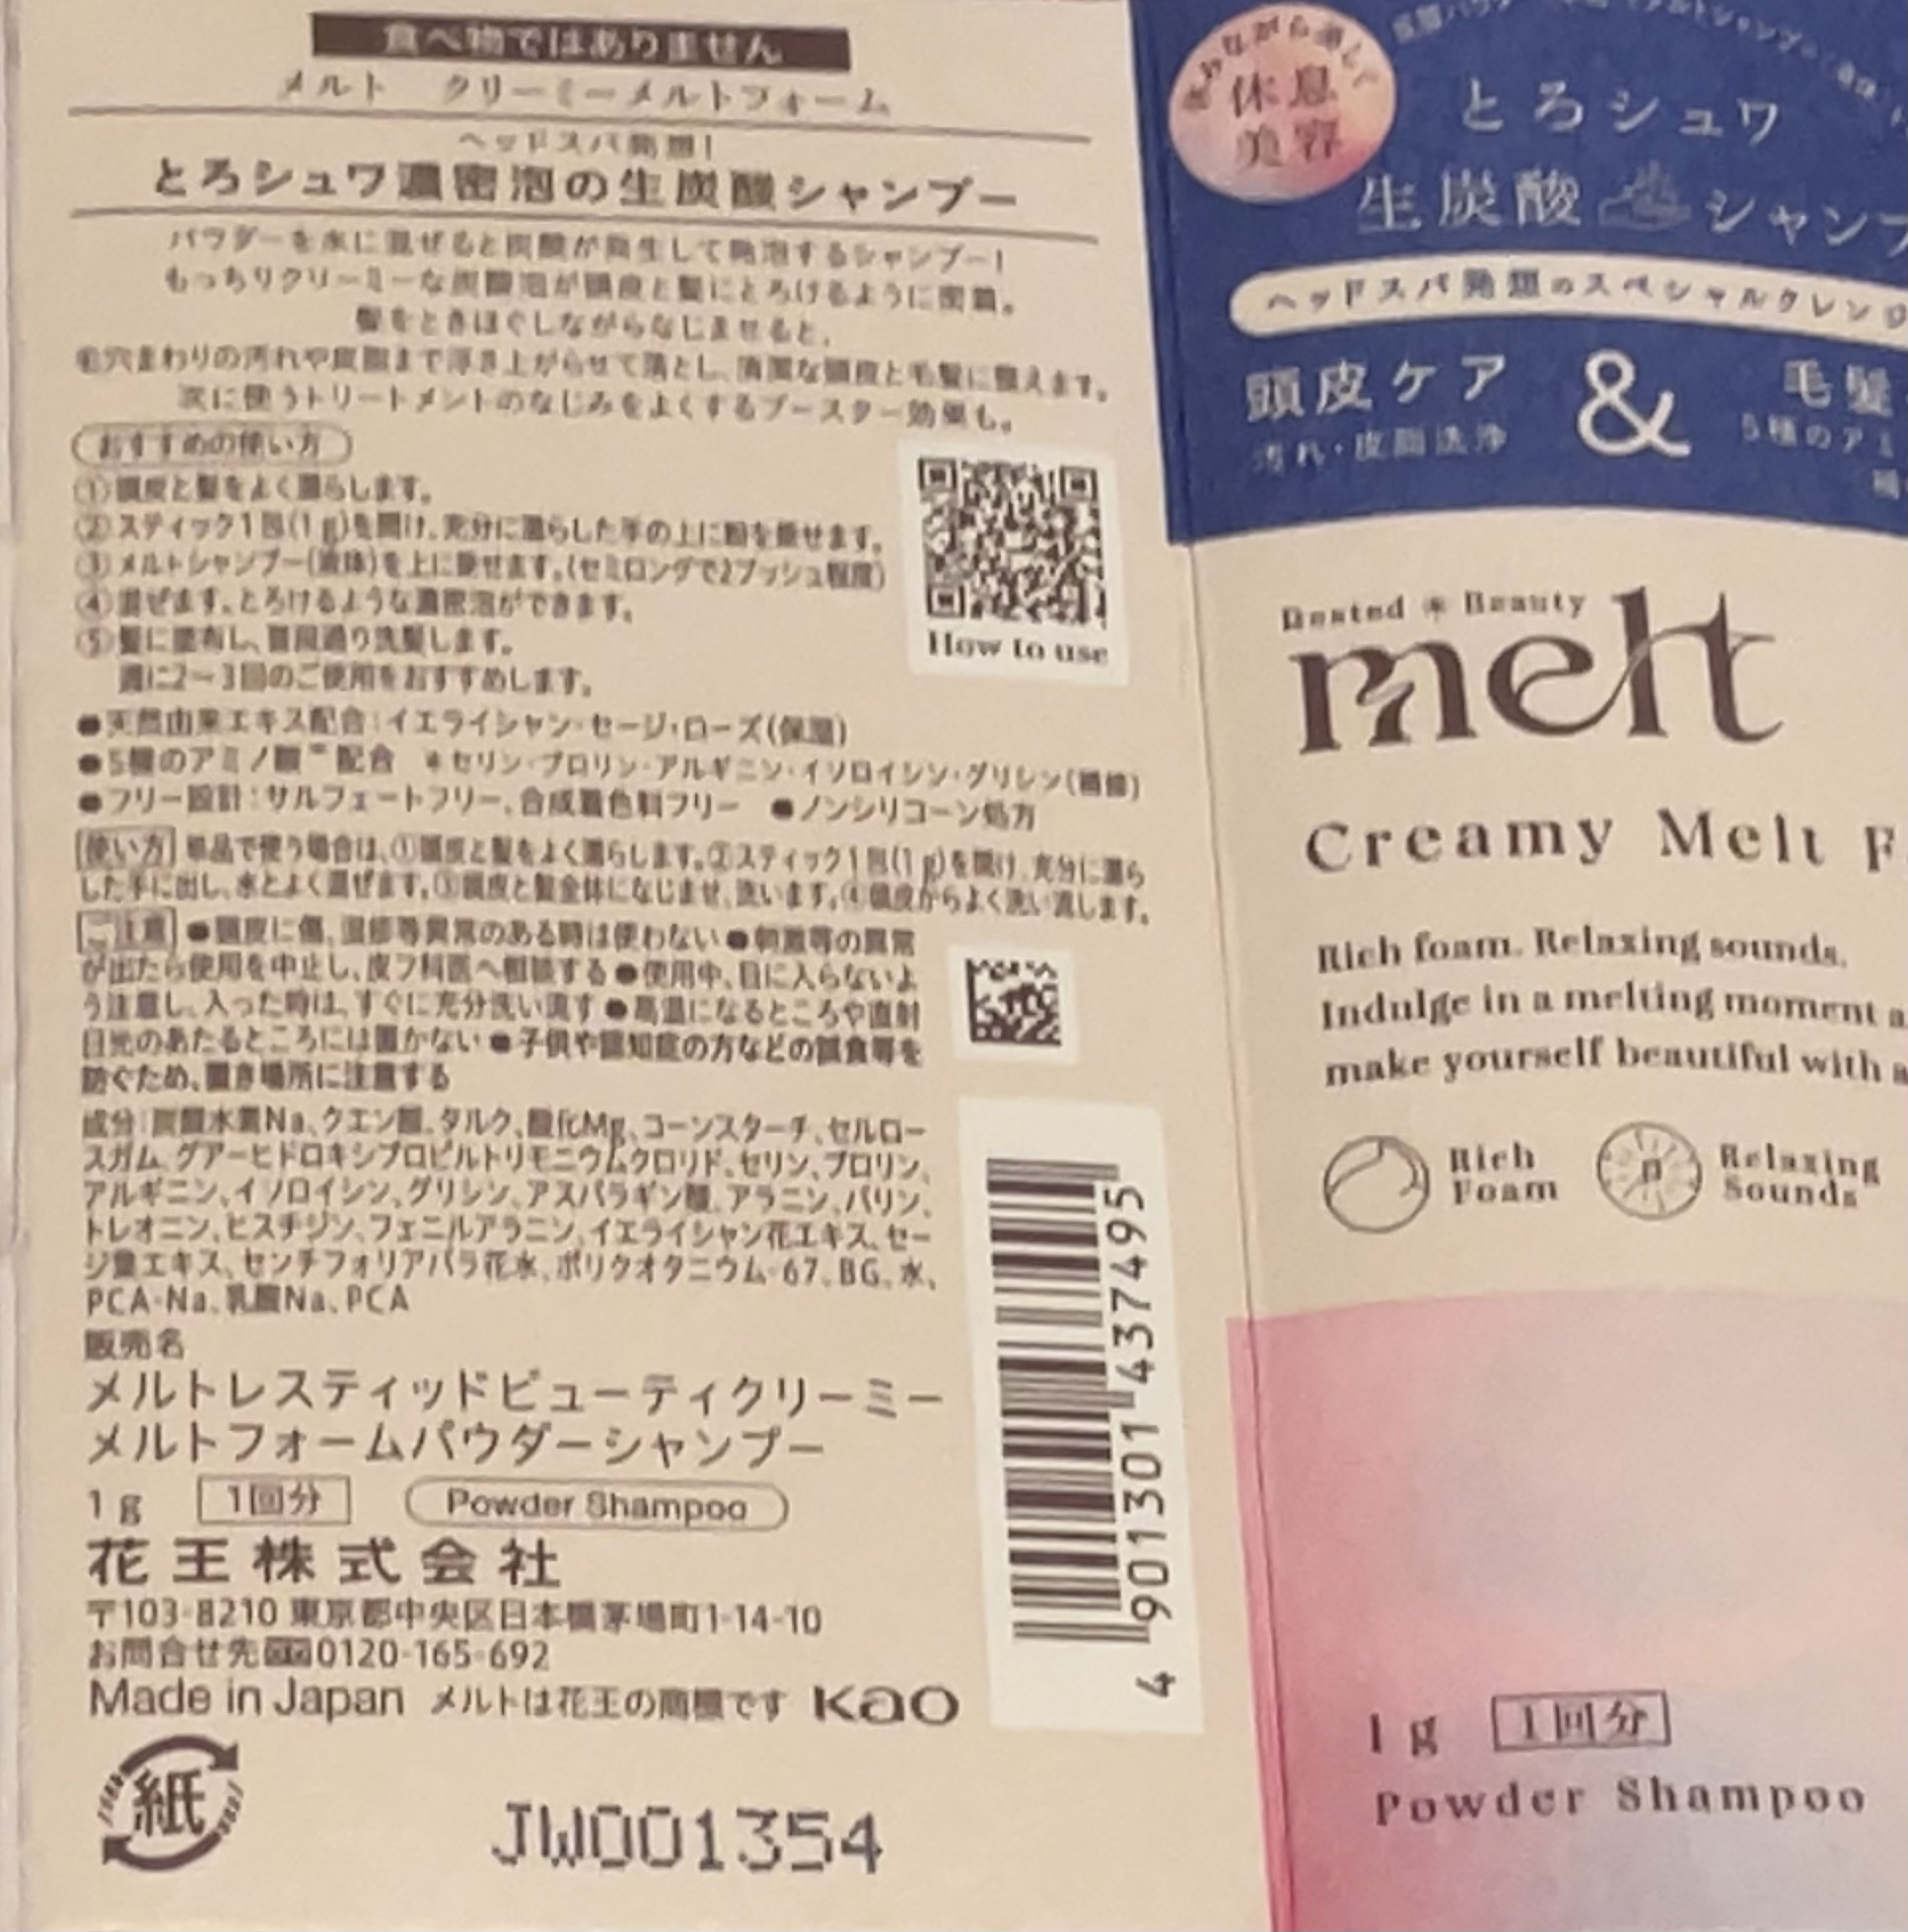 食べ物ではありません
メルト クリーミーメルトフォーム
ヘッドスパ発想!
とろシュワ濃密泡の生炭酸シャンプー
パウダーを水に混ぜると炭酸が発生して発泡するシャンプー!
もっちりクリーミーな炭酸泡が頭皮と髪にとろけるように密着。
髪をときほぐしながらなじませると、
毛穴まわりの汚れや皮脂まで浮き上がらせて落とし、清潔な頭皮と毛髪に整えます。
次に使うトリートメントのなじみをよくするブースター効果も。
おすすめの使い方
①頭皮と髪をよく濡らします。
②スティック1包(1g)を開け、充分に濡らした手の上に粉を乗せます。
③メルトシャンプー(液体)を上に乗せます。(セミロングで2プッシュ程度)
④混ぜます。とろけるような濃密泡ができます。
⑤髪に塗布し、普段通り洗髪します。
週に2~3回のご使用をおすすめします。
How to use
●天然由来エキス配合:イエライシャン・セージ・ローズ(保湿)
●5種のアミノ酸*配合 *セリン・プロリン・アルギニン・イソロイシン・グリシン(補修)
●フリー設計:サルフェートフリー、合成着色料フリー ●ノンシリコーン処方
使い方 単品で使う場合は、①頭皮と髪をよく濡らします。②スティック1包(1g)を開け、充分に濡ら
した手に出し、水とよく混ぜます。③頭皮と髪全体になじませ、洗います。④頭皮からよく洗い流します。
ご注意 ●頭皮に傷、湿疹等異常のある時は使わない●刺激等の異常
が出たら使用を中止し、皮フ科医へ相談する●使用中、目に入らないよ
う注意し、入った時は、すぐに充分洗い流す●高温になるところや直射
日光のあたるところには置かない●子供や認知症の方などの誤食等を
防ぐため、置き場所に注意する
成分:炭酸水素Na、クエン酸、タルク、酸化Mg、コーンスターチ、セルロー
スガム、グアーヒドロキシプロピルトリモニウムクロリド、セリン、プロリン、
アルギニン、イソロイシン、グリシン、アスパラギン酸、アラニン、バリン、
トレオニン、ヒスチジン、フェニルアラニン、イエライシャン花エキス、セー
ジ葉エキス、センチフォリアバラ花水、ポリクオタニウム-67、BG、水、
PCA-Na、乳酸Na、PCA
販売名
メルトレスティッドビューティクリーミー
メルトフォームパウダーシャンプー
1g 1回分 Powder Shampoo
花王株式会社
〒103-8210 東京都中央区日本橋茅場町1-14-10
お問合せ先 0120-165-692
Made in Japan メルトは花王の商標です Kao
紙
JW001354
4 901301 437495
休息
美容
とろシュワ
生炭酸 シャンプ
ヘッドスパ発想のスペシャルクレンジ
頭皮ケア & 毛髪
汚れ・皮脂洗浄 5種のアミ
Rested Beauty
melt
Creamy Melt F
Rich foam. Relaxing sounds.
Indulge in a melting moment a
make yourself beautiful with a
Rich
Foam
Relaxing
Sounds
1g 1回分
Powder Shampoo